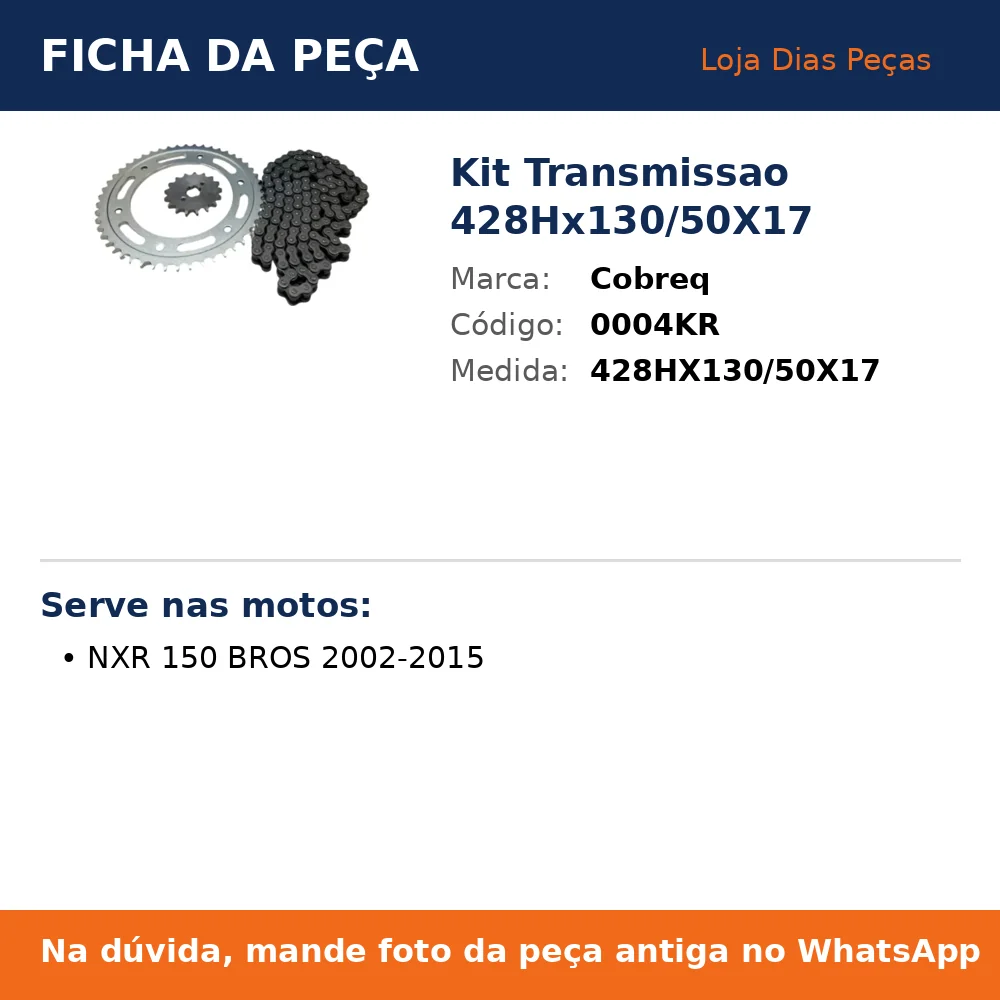 FICHA DA PEÇA
Loja Dias Peças
Kit Transmissao
428Hx130/50X17
Marca: Cobreq
Código: 0004KR
Medida: 428HX130/50X17
Serve nas motos:
• NXR 150 BROS 2002-2015
Na dúvida, mande foto da peça antiga no WhatsApp